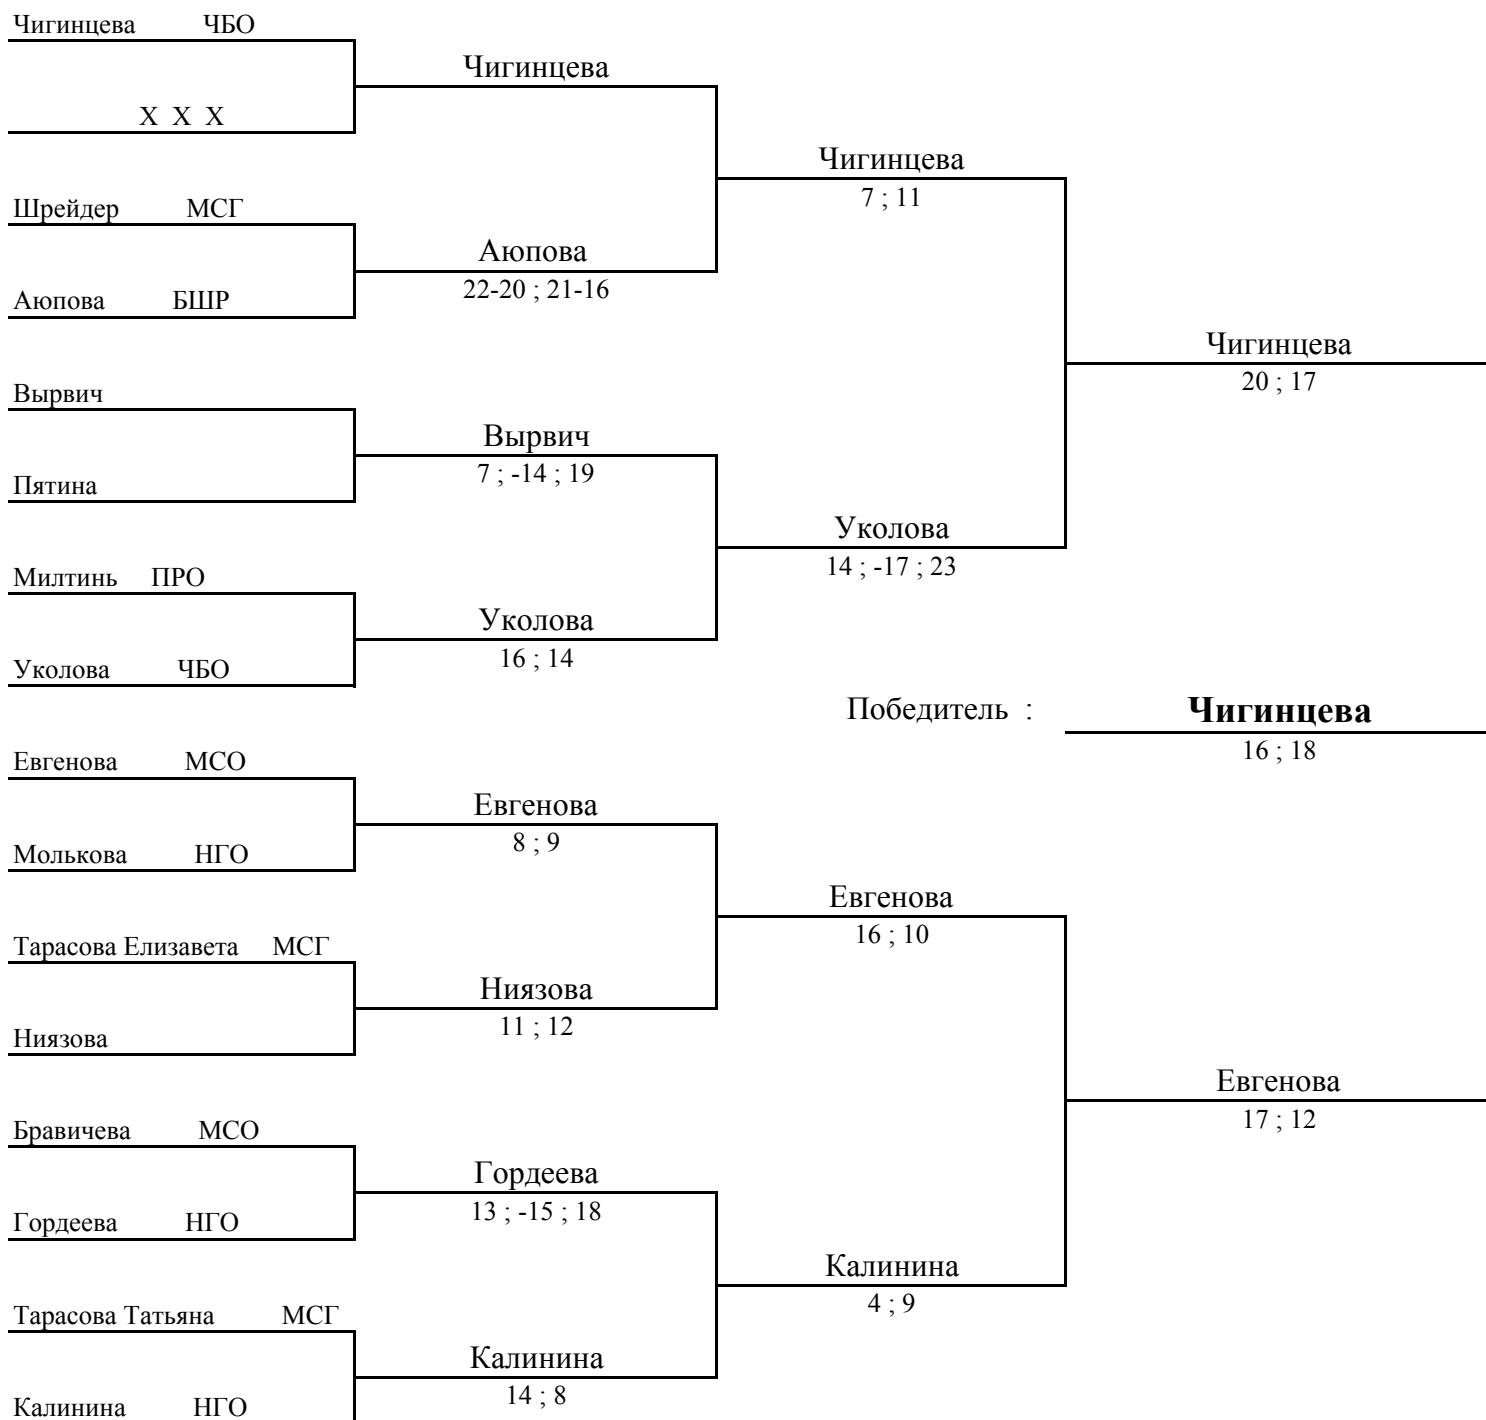 Чигинцева ЧБО
Чигинцева
Х Х Х
Чигинцева
7 ; 11
Шрейдер МСГ
Аюпова
22-20 ; 21-16
Аюпова БШР
Чигинцева
20 ; 17
Вырвич
Вырвич
7 ; -14 ; 19
Пятина
Уколова
14 ; -17 ; 23
Милтинь ПРО
Уколова
16 ; 14
Уколова ЧБО
Победитель : Чигинцева
16 ; 18
Евгенова МСО
Евгенова
8 ; 9
Молькова НГО
Евгенова
16 ; 10
Тарасова Елизавета МСГ
Ниязова
11 ; 12
Ниязова
Евгенова
17 ; 12
Бравичева МСО
Гордеева
13 ; -15 ; 18
Гордеева НГО
Калинина
4 ; 9
Тарасова Татьяна МСГ
Калинина
14 ; 8
Калинина НГО